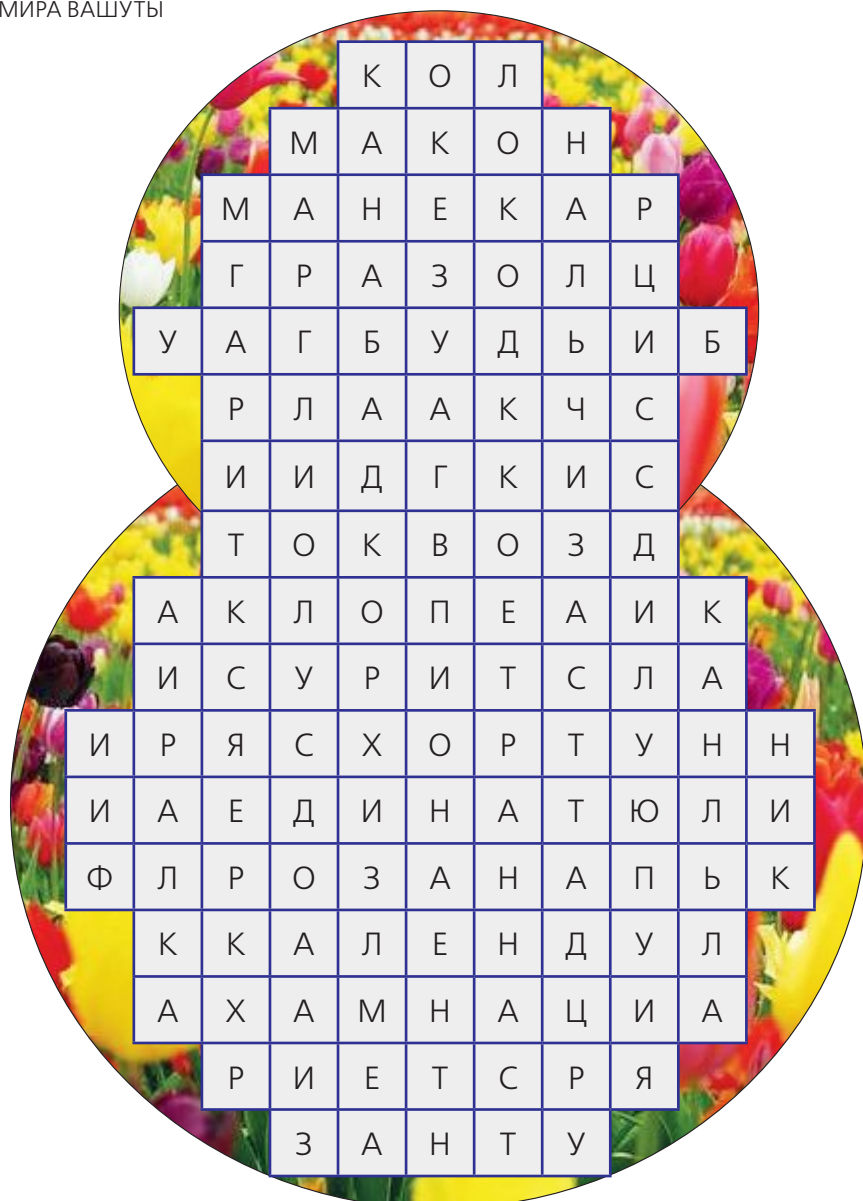 МИРА ВАШУТЫ
К О Л
М А К О Н
М А Н Е К А Р
Г Р А З О Л Ц
У А Г Б У Д Ь И Б
Р Л А А К Ч С
И И Д Г К И С
Т О К В О З Д
А К Л О П Е А И К
И С У Р И Т С Л А
И Р Я С Х О Р Т У Н Н
И А Е Д И Н А Т Ю Л И
Ф Л Р О З А Н А П Ь К
К К А Л Е Н Д У Л
А Х А М Н А Ц И А
Р И Е Т С Р Я
З А Н Т У